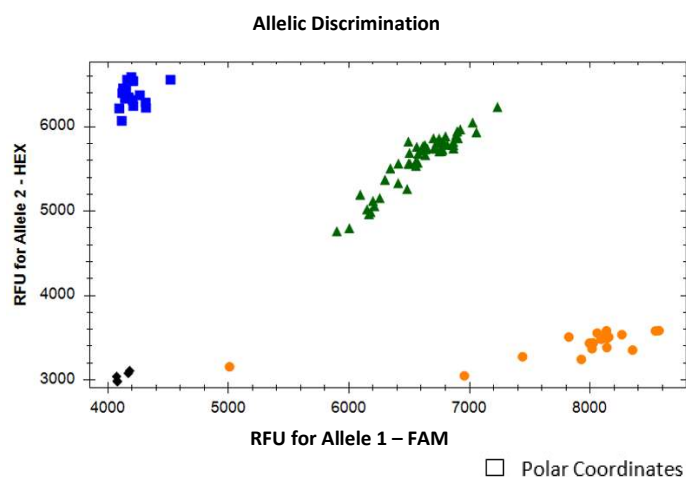 Allelic Discrimination
RFU for Allele 2 - HEX
6000
5000
4000
3000
4000 5000 6000 7000 8000
RFU for Allele 1 – FAM
Polar Coordinates